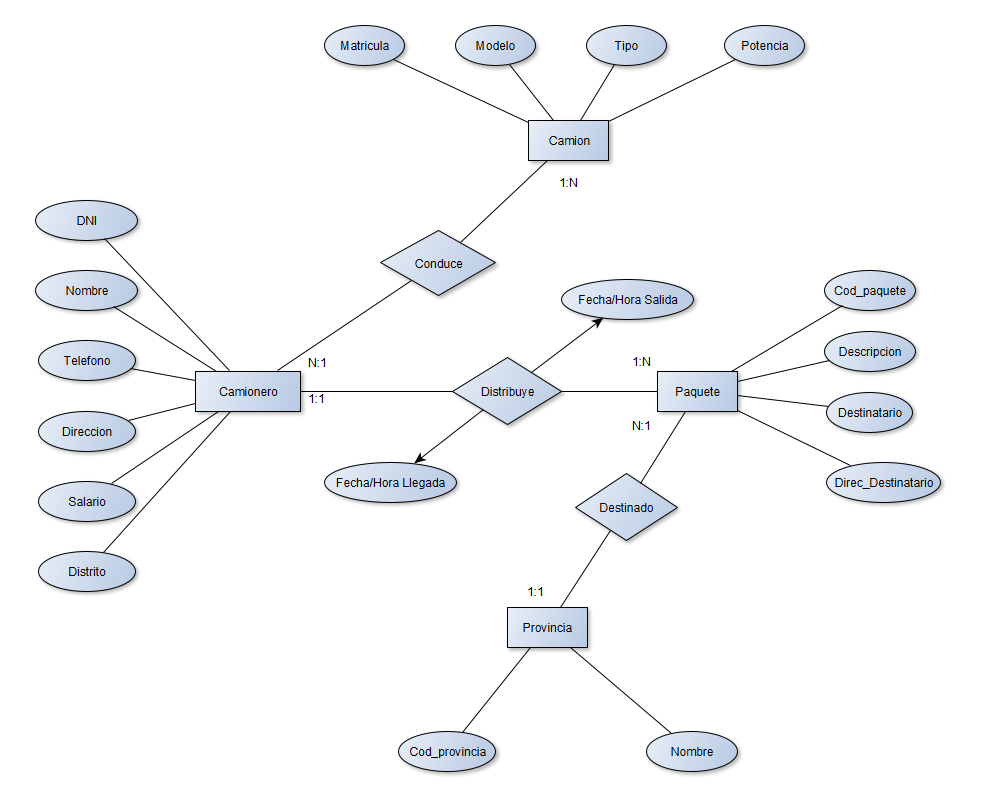 Matricula
Modelo
Tipo
Potencia
Camion
1:N
DNI
Conduce
Nombre
Fecha/Hora Salida
Cod_paquete
Telefono
N:1
1:N
Descripcion
Camionero
1:1
Distribuye
Paquete
Destinatario
Direccion
N:1
Fecha/Hora Llegada
Direc_Destinatario
Salario
Destinado
Distrito
1:1
Provincia
Cod_provincia
Nombre